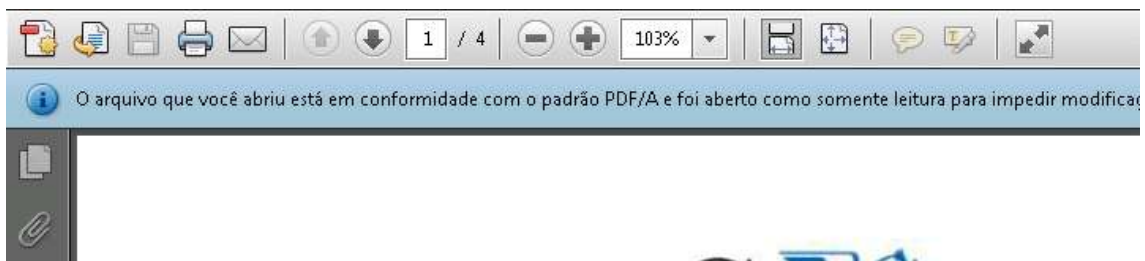 1 / 4 103%
O arquivo que você abriu está em conformidade com o padrão PDF/A e foi aberto como somente leitura para impedir